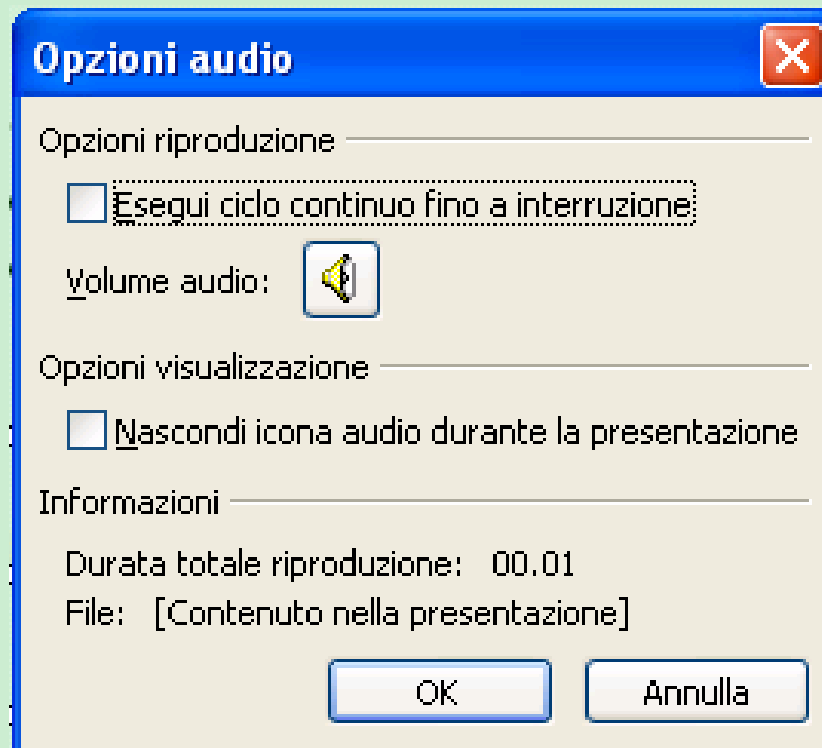 Opzioni audio
Opzioni riproduzione
Esegui ciclo continuo fino a interruzione
Volume audio:
Opzioni visualizzazione
Nascondi icona audio durante la presentazione
Informazioni
Durata totale riproduzione: 00.01
File: [Contenuto nella presentazione]
OK Annulla